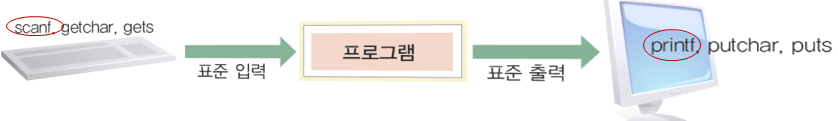 scanf, getchar, gets
표준 입력
프로그램
표준 출력
printf, putchar, puts